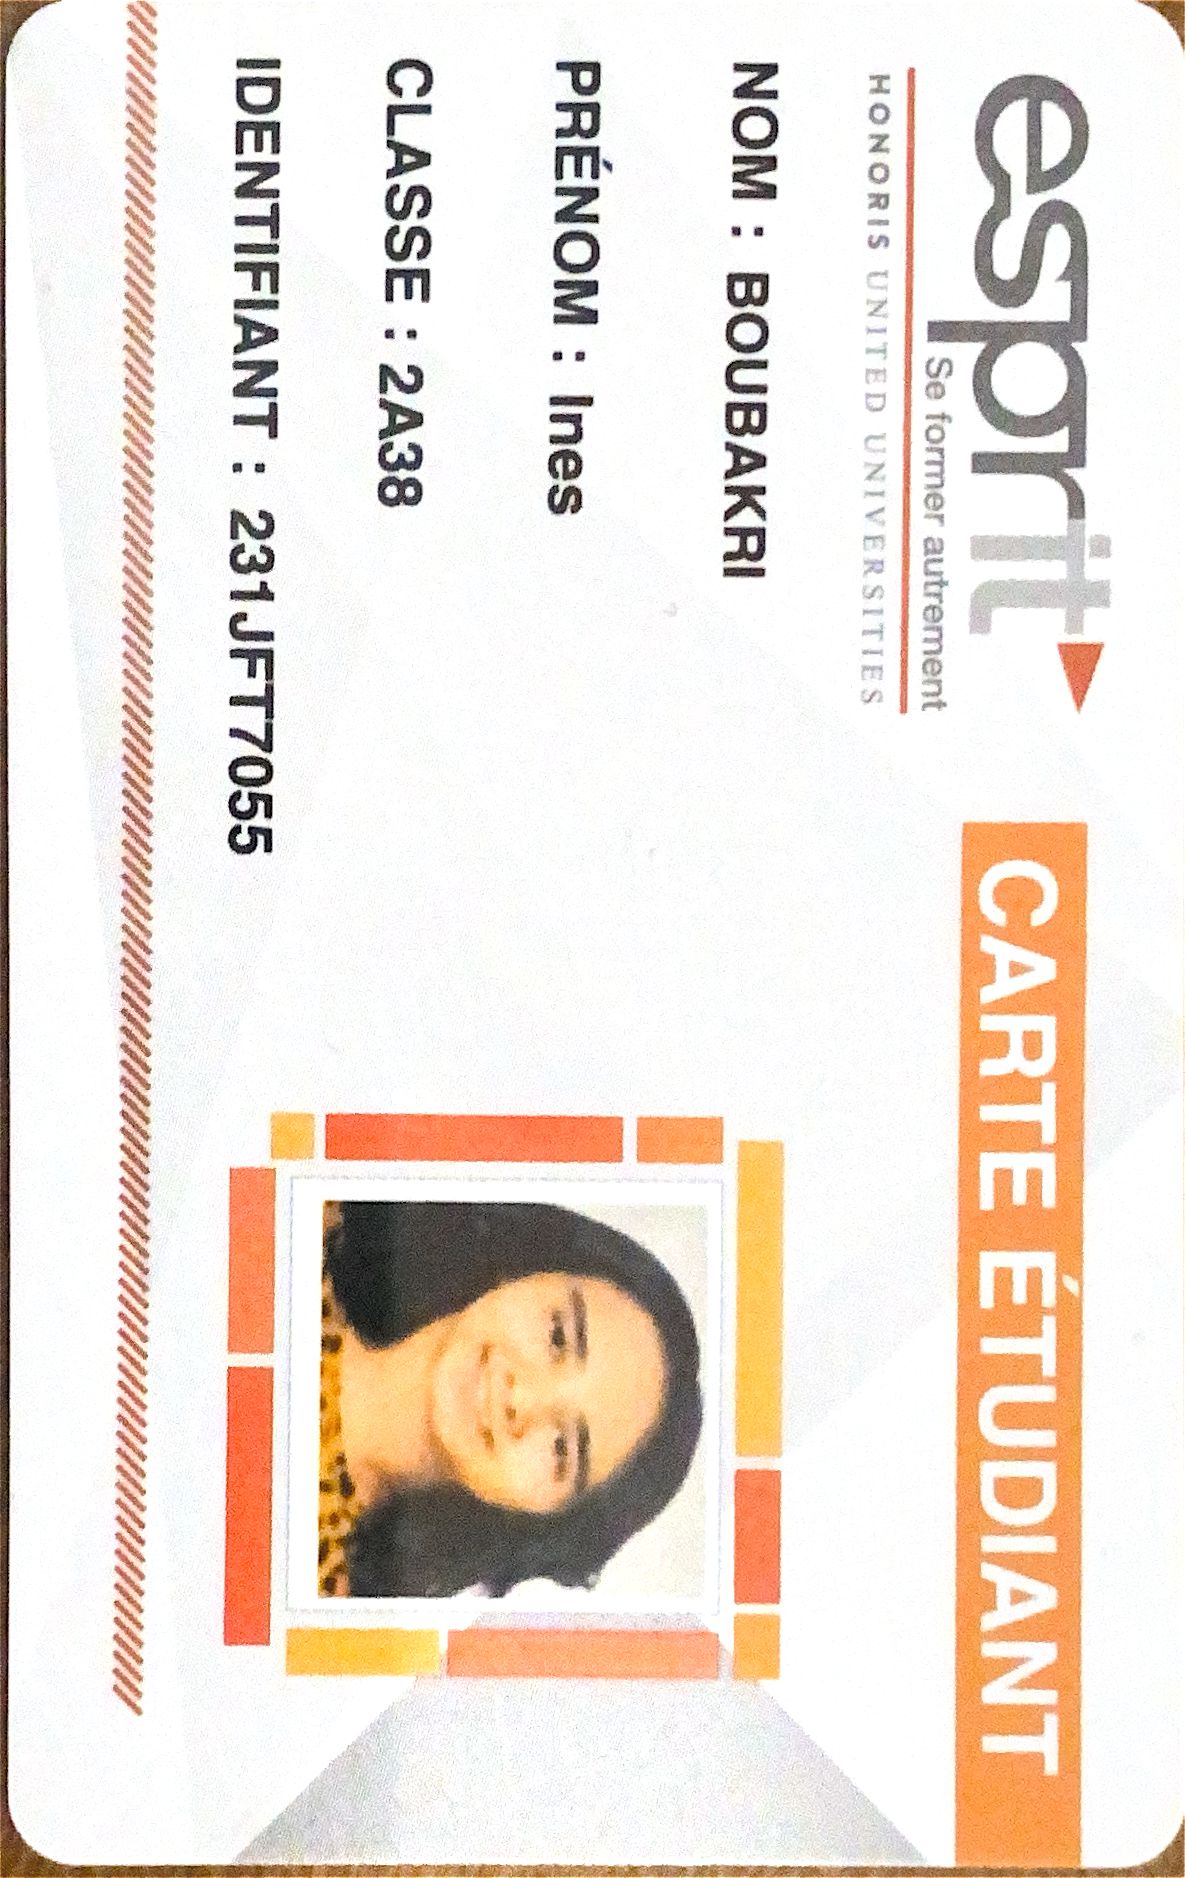 esprit
Se former autrement
HONORIS UNITED UNIVERSITIES
CARTE ÉTUDIANT
NOM : BOUBAKRI
PRÉNOM : Ines
CLASSE : 2A38
IDENTIFIANT : 231JFT7055